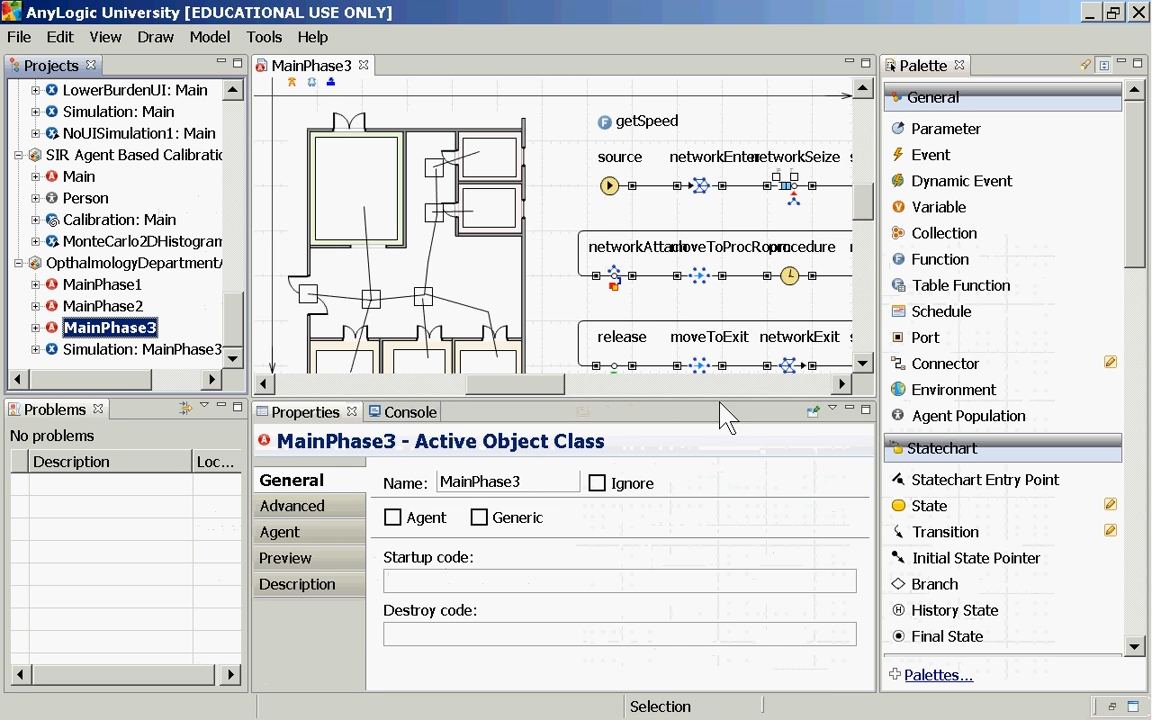 AnyLogic University [EDUCATIONAL USE ONLY]
File Edit View Draw Model Tools Help
Projects
LowerBurdenUI: Main
Simulation: Main
NoUISimulation1: Main
SIR Agent Based Calibratio
Main
Person
Calibration: Main
MonteCarlo2DHistogram
OpthalmologyDepartment
MainPhase1
MainPhase2
MainPhase3
Simulation: MainPhase3
Problems
No problems
Description Loc...
MainPhase3
getSpeed
source networkEnter networkSeize
networkAttach moveToProcRoom procedure
release moveToExit networkExit
Properties Console
MainPhase3 - Active Object Class
General
Advanced
Agent
Preview
Description
Name: MainPhase3 Ignore
Agent Generic
Startup code:
Destroy code:
Palette
General
Parameter
Event
Dynamic Event
Variable
Collection
Function
Table Function
Schedule
Port
Connector
Environment
Agent Population
Statechart
Statechart Entry Point
State
Transition
Initial State Pointer
Branch
History State
Final State
Palettes...
Selection